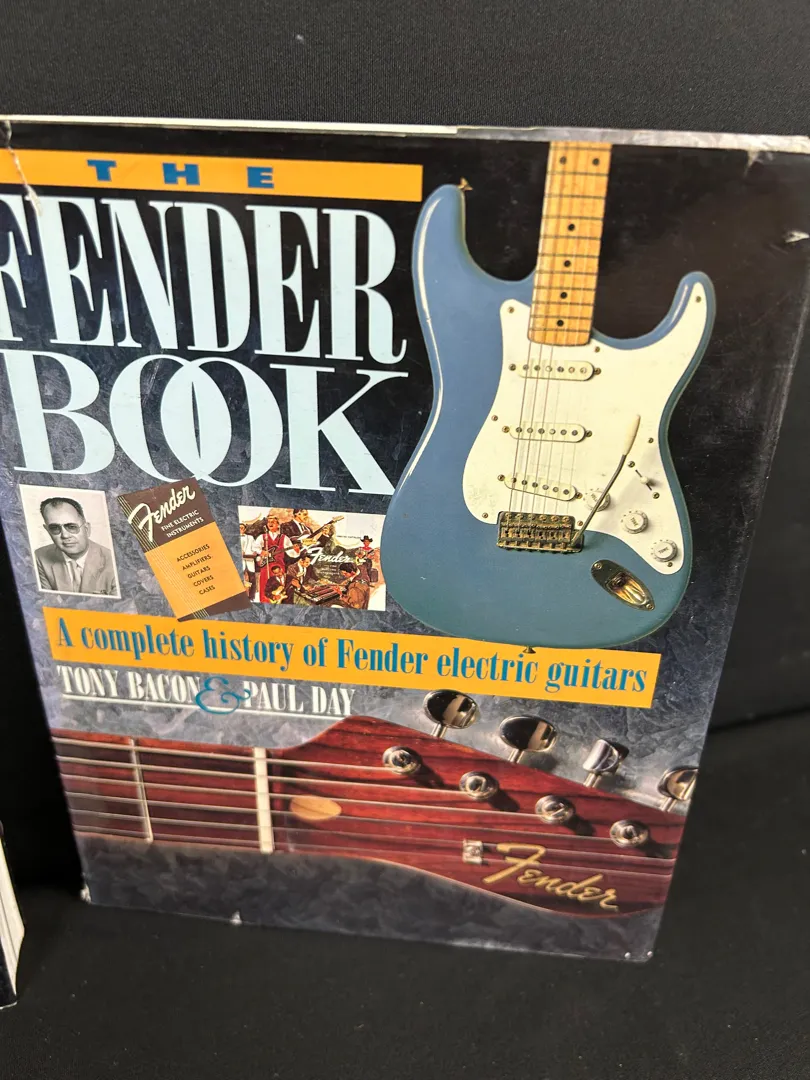 THE
FENDER
BOOK
Fender
FINE ELECTRIC
INSTRUMENTS
ACCESSORIES
AMPLIFIERS
GUITARS
COVERS
CASES
Fender
A complete history of Fender electric guitars
TONY BACON & PAUL DAY
Fender